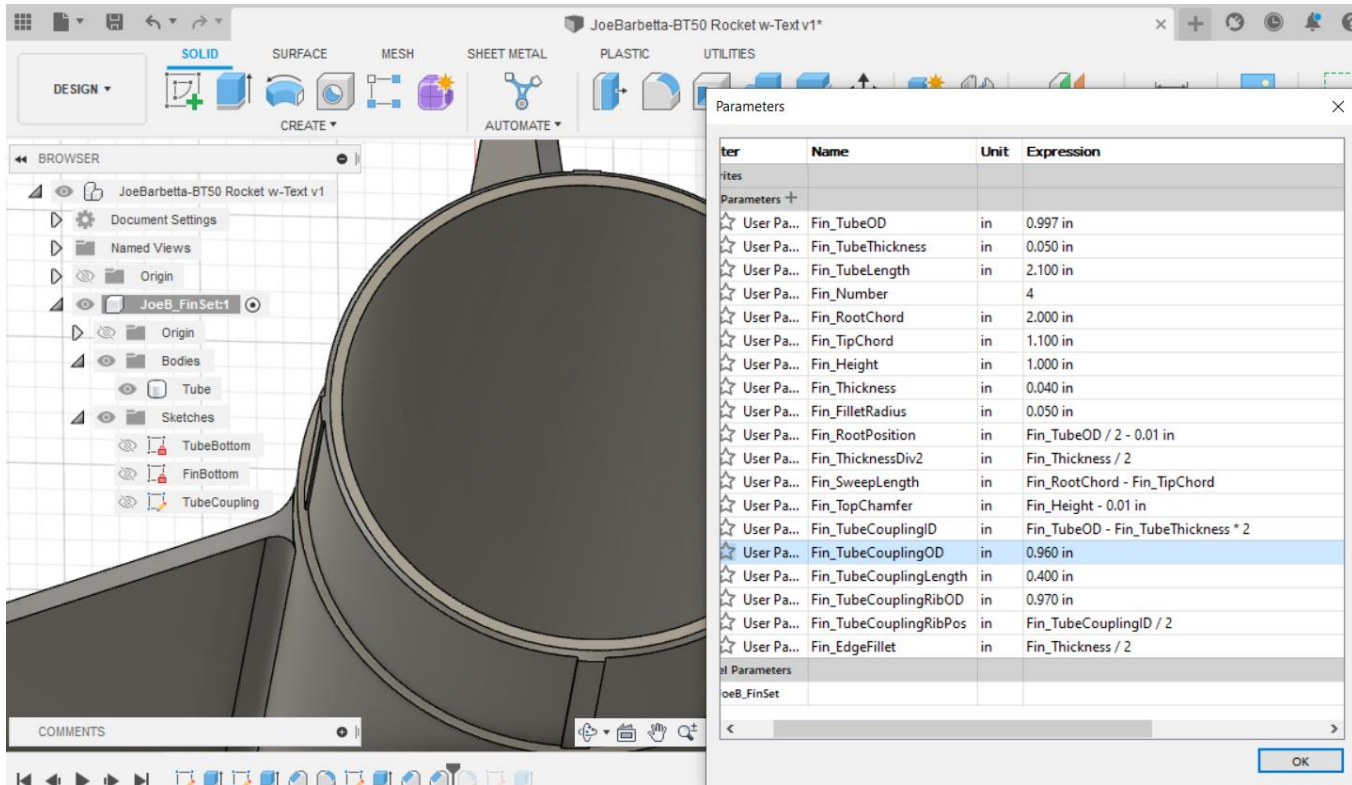 JoeBarbetta-BT50 Rocket w-Text v1*
SOLID SURFACE MESH SHEET METAL PLASTIC UTILITIES
DESIGN
CREATE AUTOMATE
Parameters
BROWSER
JoeBarbetta-BT50 Rocket w-Text v1
Document Settings
Named Views
Origin
JoeB_FinSet:1
Origin
Bodies
Tube
Sketches
TubeBottom
FinBottom
TubeCoupling
COMMENTS
ter Name Unit Expression
rites
Parameters +
User Pa... Fin_TubeOD in 0.997 in
User Pa... Fin_TubeThickness in 0.050 in
User Pa... Fin_TubeLength in 2.100 in
User Pa... Fin_Number 4
User Pa... Fin_RootChord in 2.000 in
User Pa... Fin_TipChord in 1.100 in
User Pa... Fin_Height in 1.000 in
User Pa... Fin_Thickness in 0.040 in
User Pa... Fin_FilletRadius in 0.050 in
User Pa... Fin_RootPosition in Fin_TubeOD / 2 - 0.01 in
User Pa... Fin_ThicknessDiv2 in Fin_Thickness / 2
User Pa... Fin_SweepLength in Fin_RootChord - Fin_TipChord
User Pa... Fin_TopChamfer in Fin_Height - 0.01 in
User Pa... Fin_TubeCouplingID in Fin_TubeOD - Fin_TubeThickness * 2
User Pa... Fin_TubeCouplingOD in 0.960 in
User Pa... Fin_TubeCouplingLength in 0.400 in
User Pa... Fin_TubeCouplingRibOD in 0.970 in
User Pa... Fin_TubeCouplingRibPos in Fin_TubeCouplingID / 2
User Pa... Fin_EdgeFillet in Fin_Thickness / 2
el Parameters
oeB_FinSet
OK